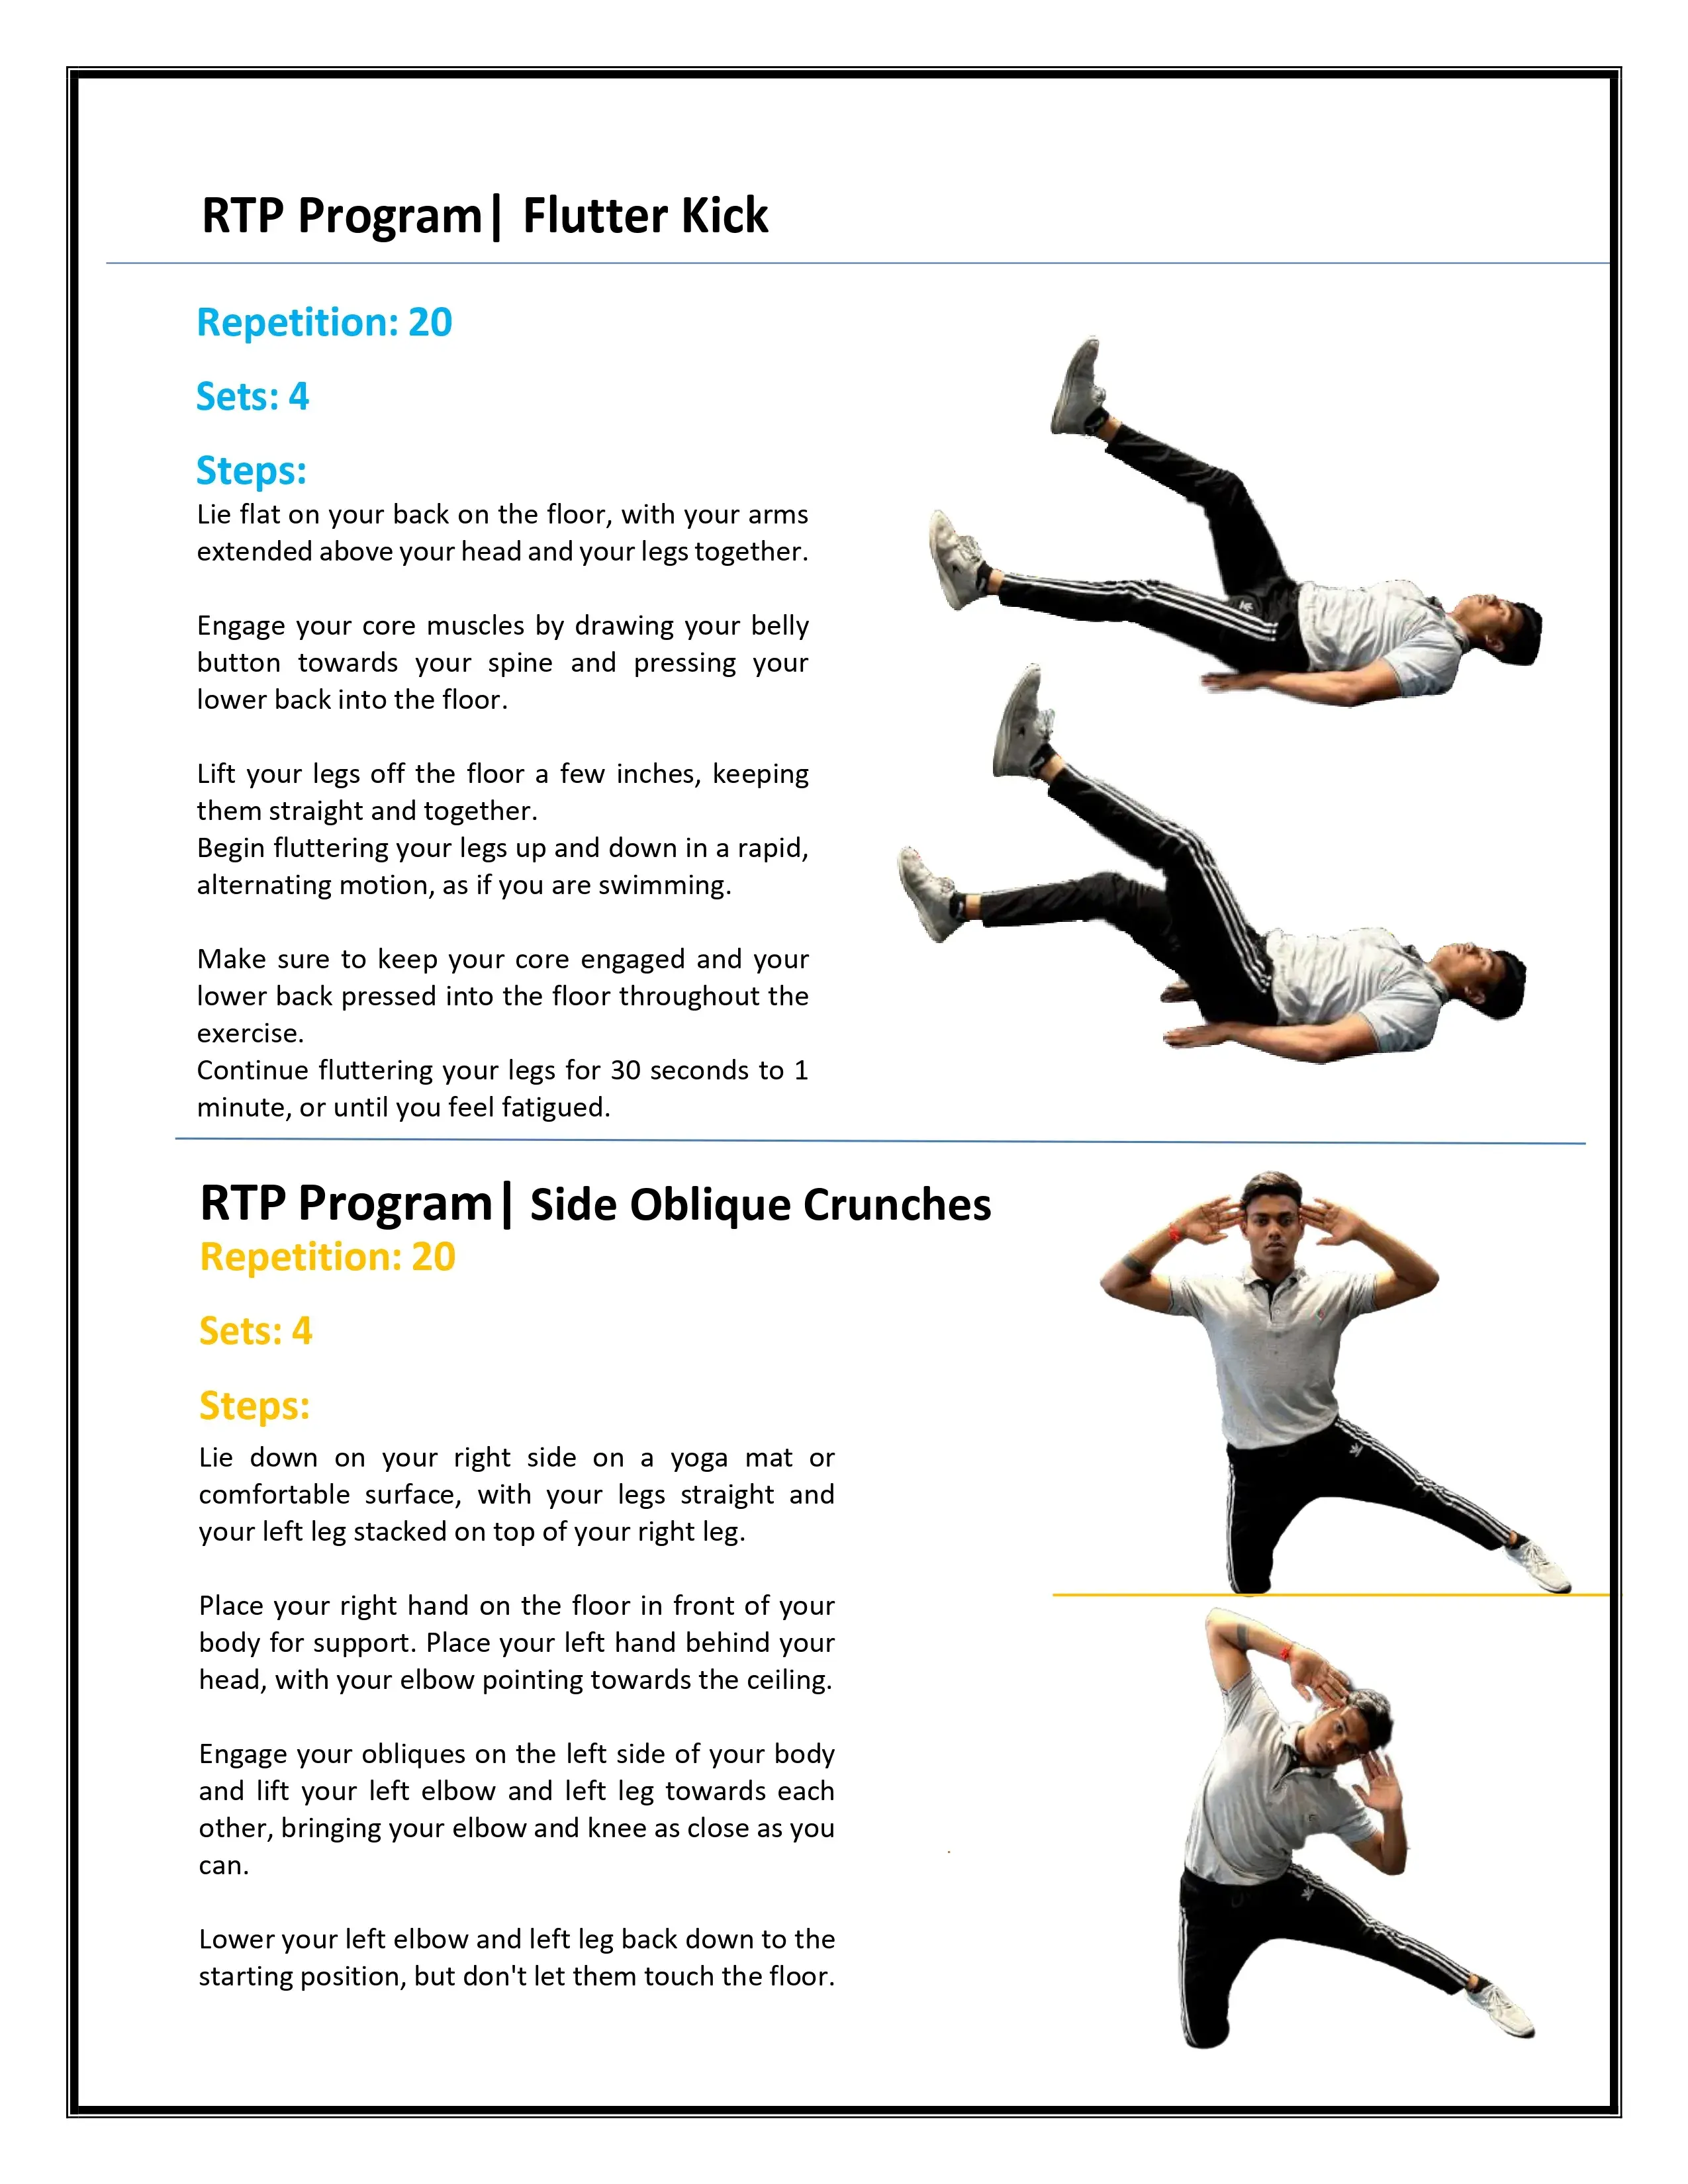 RTP Program| Flutter Kick
Repetition: 20
Sets: 4
Steps:
Lie flat on your back on the floor, with your arms
extended above your head and your legs together.
Engage your core muscles by drawing your belly
button towards your spine and pressing your
lower back into the floor.
Lift your legs off the floor a few inches, keeping
them straight and together.
Begin fluttering your legs up and down in a rapid,
alternating motion, as if you are swimming.
Make sure to keep your core engaged and your
lower back pressed into the floor throughout the
exercise.
Continue fluttering your legs for 30 seconds to 1
minute, or until you feel fatigued.
RTP Program| Side Oblique Crunches
Repetition: 20
Sets: 4
Steps:
Lie down on your right side on a yoga mat or
comfortable surface, with your legs straight and
your left leg stacked on top of your right leg.
Place your right hand on the floor in front of your
body for support. Place your left hand behind your
head, with your elbow pointing towards the ceiling.
Engage your obliques on the left side of your body
and lift your left elbow and left leg towards each
other, bringing your elbow and knee as close as you
can.
Lower your left elbow and left leg back down to the
starting position, but don't let them touch the floor.